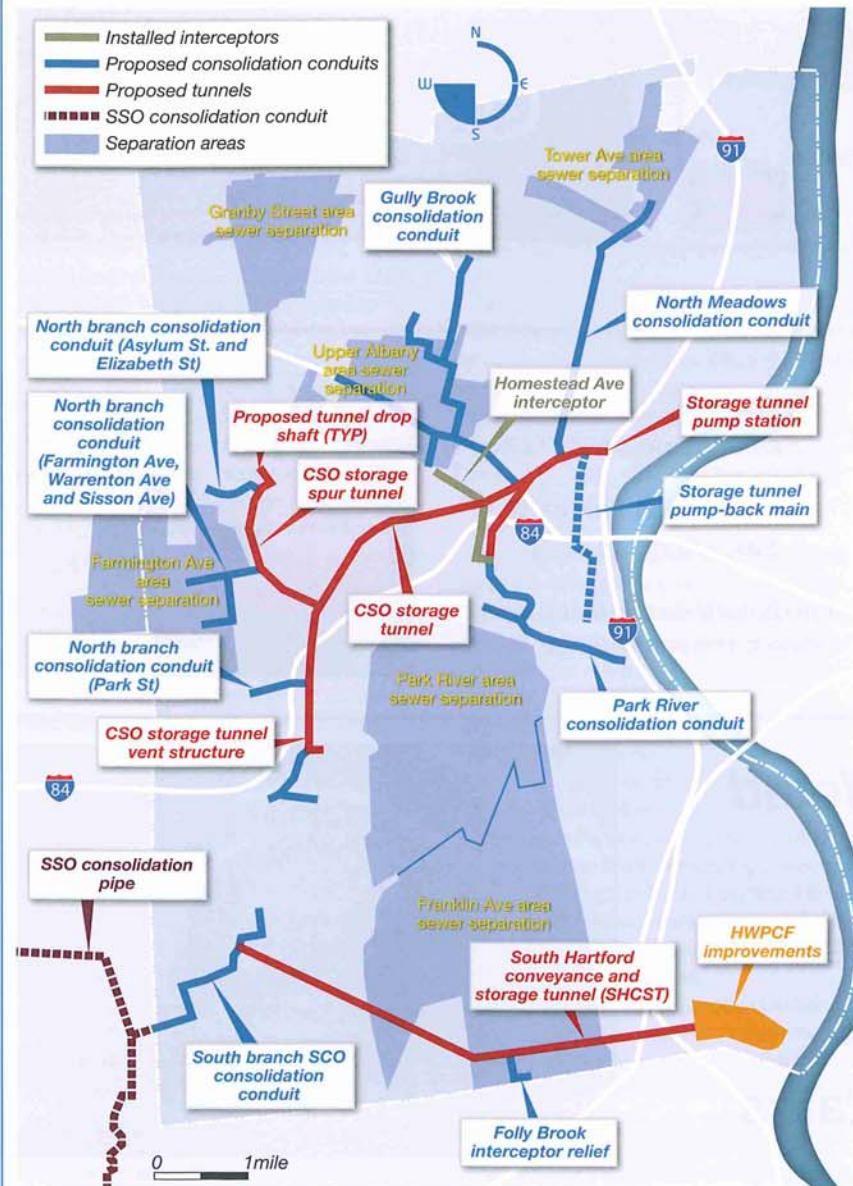 Installed interceptors
Proposed consolidation conduits
Proposed tunnels
SSO consolidation conduit
Separation areas
N
W
E
S
91
Tower Ave area
sewer separation
Granby Street area
sewer separation
Gully Brook
consolidation
conduit
North Meadows
consolidation conduit
North branch consolidation
conduit (Asylum St. and
Elizabeth St)
Upper Albany
area sewer
separation
Homestead Ave
interceptor
North branch
consolidation
conduit
(Farmington Ave,
Warrenton Ave
and Sisson Ave)
Proposed tunnel drop
shaft (TYP)
Storage tunnel
pump station
CSO storage
spur tunnel
Storage tunnel
pump-back main
84
Farmington Ave
area
sewer separation
CSO storage
tunnel
91
North branch
consolidation conduit
(Park St)
Park River area
sewer separation
Park River
consolidation conduit
CSO storage tunnel
vent structure
84
SSO consolidation
pipe
Franklin Ave area
sewer separation
HWPCF
improvements
South Hartford
conveyance and
storage tunnel (SHCST)
South branch SCO
consolidation
conduit
Folly Brook
interceptor relief
0 1mile